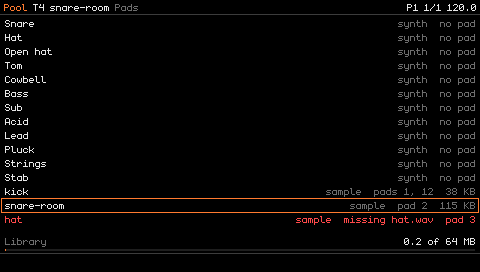 Pool T4 snare-room Pads P1 1/1 120.0
Snare synth no pad
Hat synth no pad
Open hat synth no pad
Tom synth no pad
Cowbell synth no pad
Bass synth no pad
Sub synth no pad
Acid synth no pad
Lead synth no pad
Pluck synth no pad
Strings synth no pad
Stab synth no pad
kick sample pads 1, 12 38 KB
snare-room sample pad 2 115 KB
hat sample missing hat.wav pad 3
Library 0.2 of 64 MB